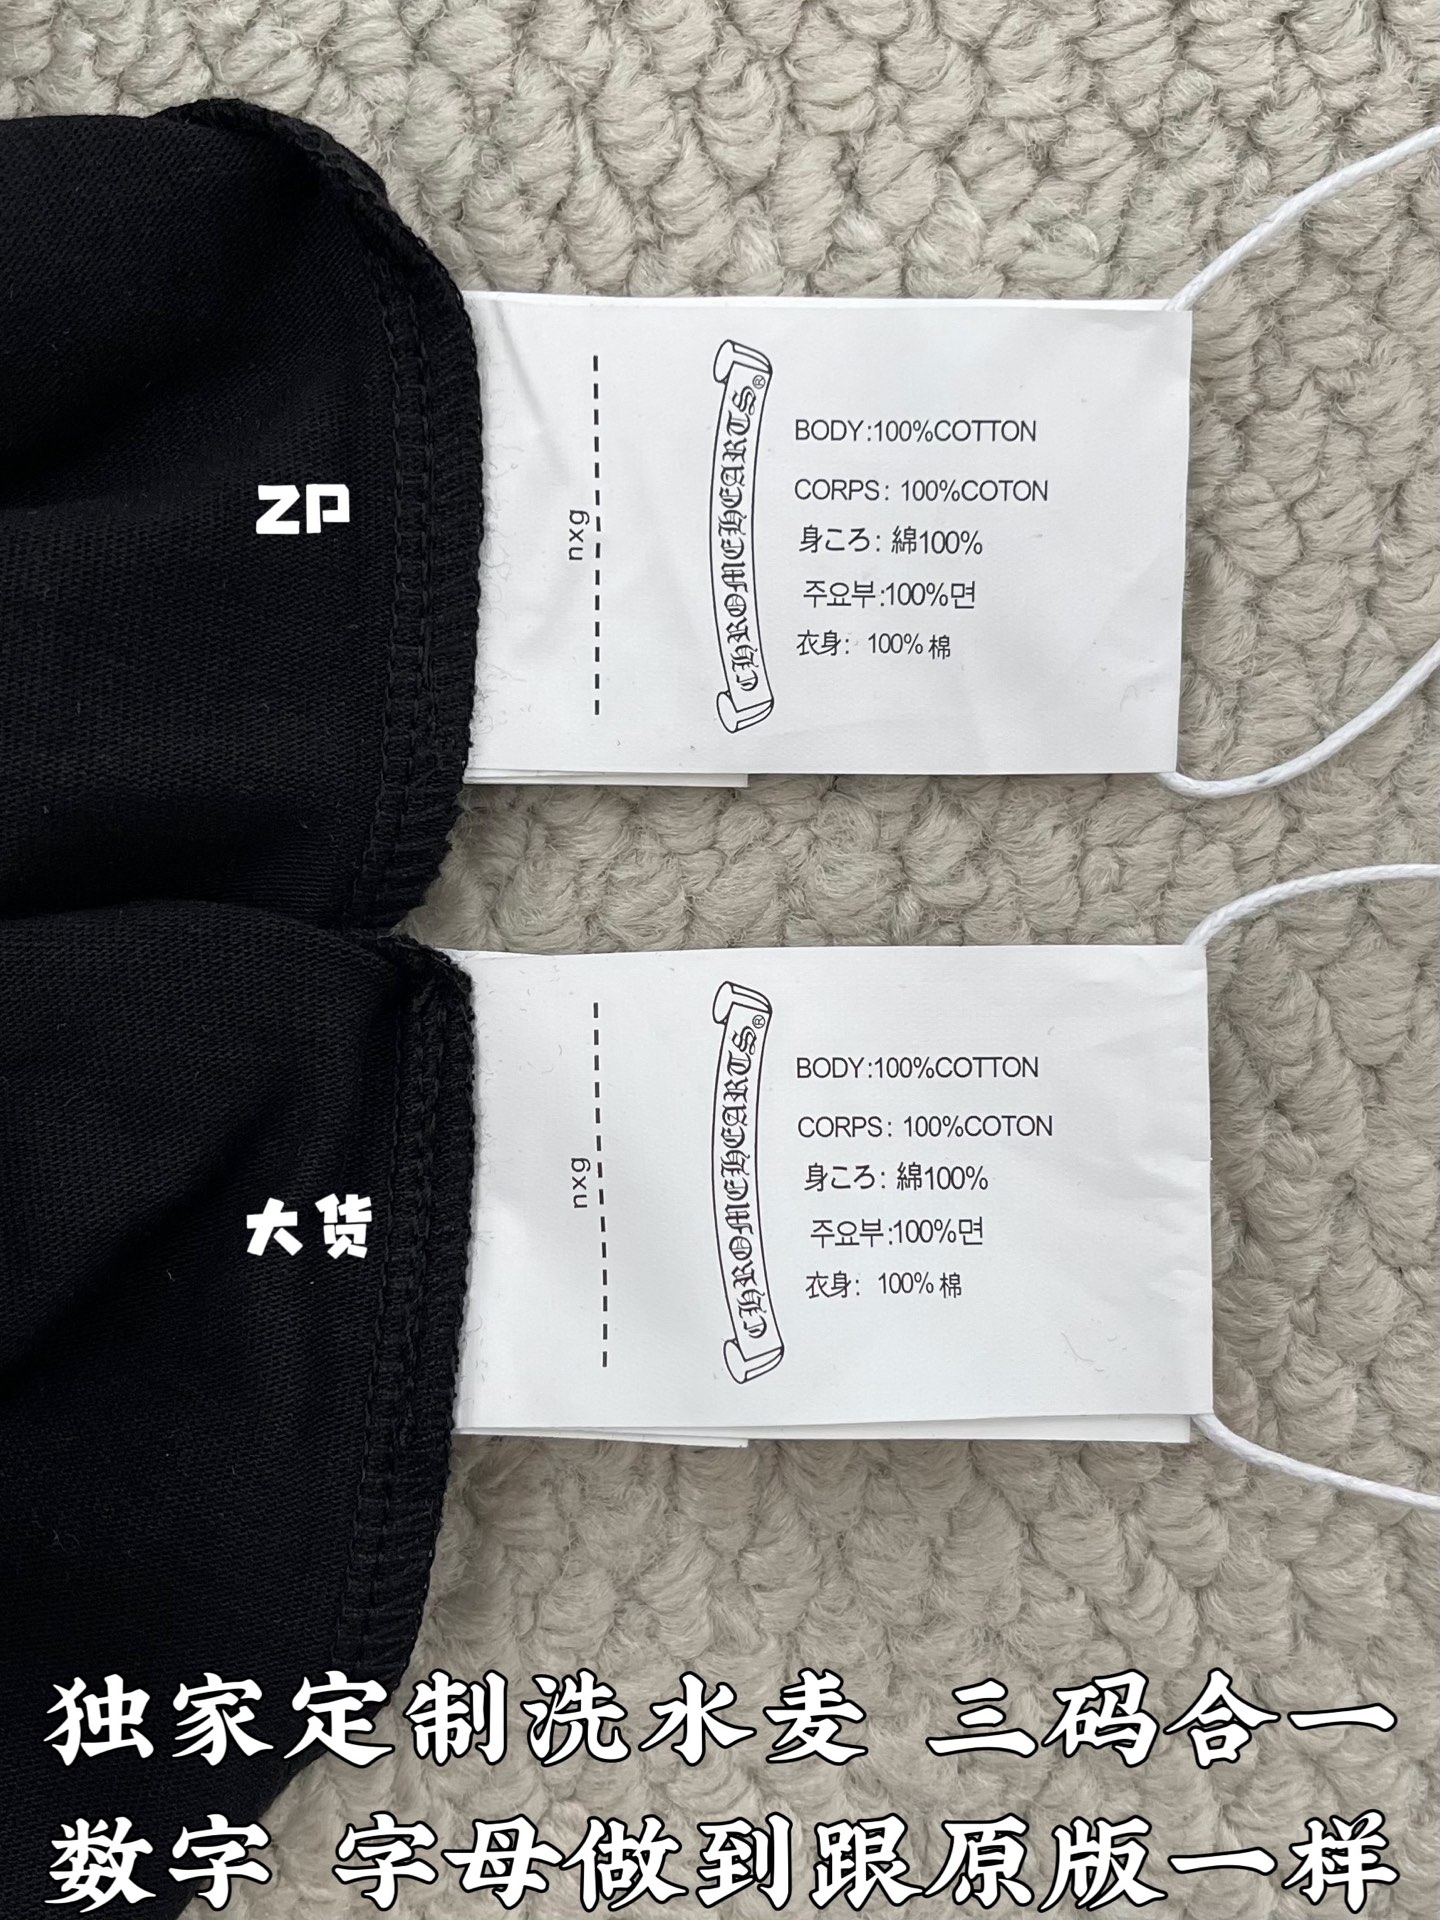 ZP
nxg
CHROMEHEARTS®
BODY:100%COTTON
CORPS: 100%COTON
身ころ: 綿100%
주요부:100%면
衣身: 100% 棉
大货
nxg
CHROMEHEARTS®
BODY:100%COTTON
CORPS: 100%COTON
身ころ: 綿100%
주요부:100%면
衣身: 100% 棉
独家定制洗水麦 三码合一
数字 字母做到跟原版一样